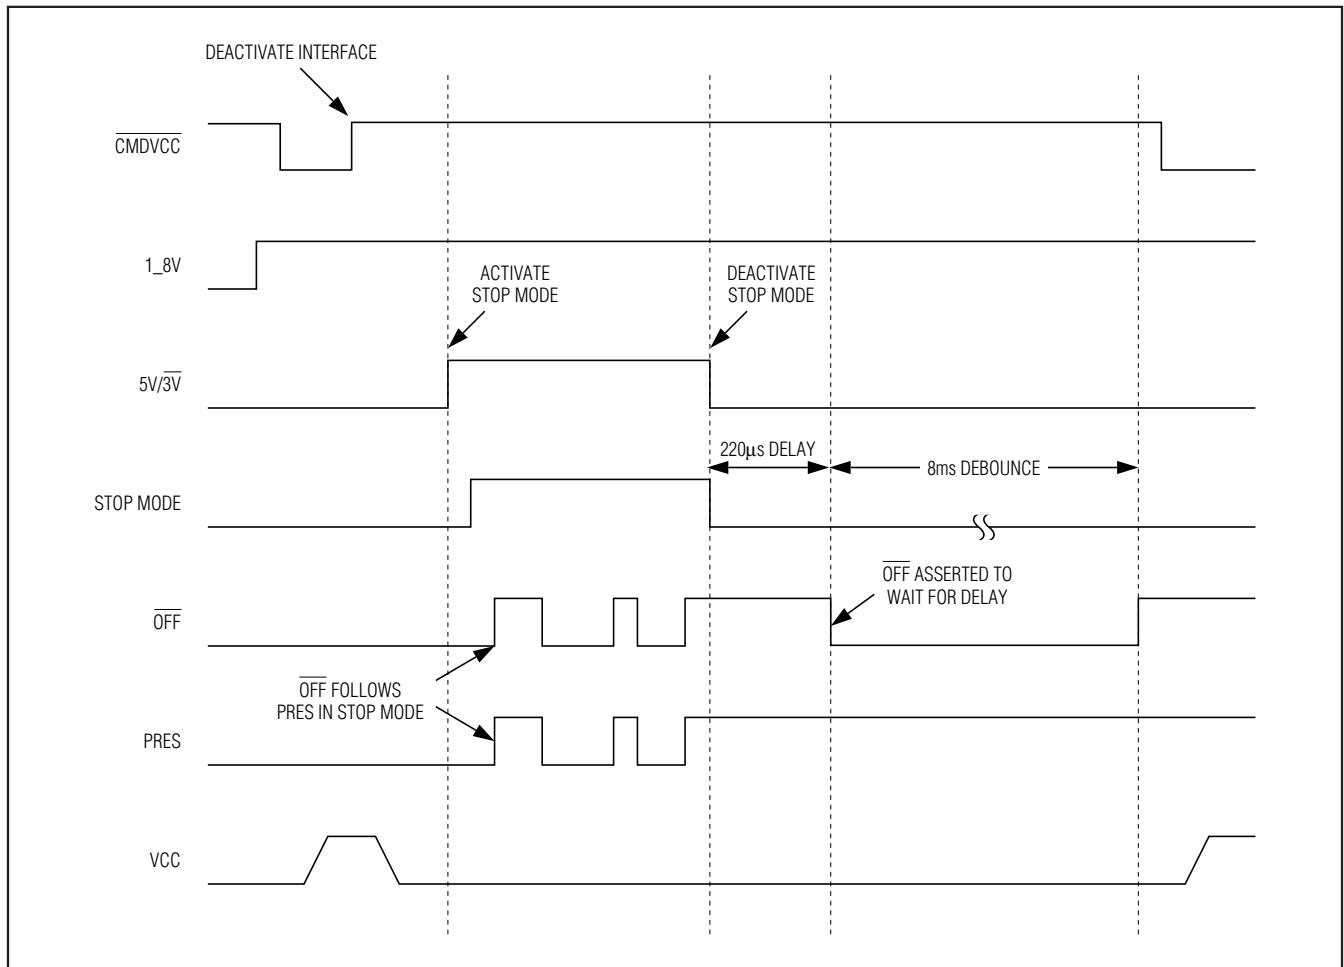 DEACTIVATE INTERFACE
CMDVCC
1_8V
ACTIVATE
STOP MODE
DEACTIVATE
STOP MODE
5V/3V
220μs DELAY
8ms DEBOUNCE
STOP MODE
OFF ASSERTED TO
WAIT FOR DELAY
OFF
OFF FOLLOWS
PRES IN STOP MODE
PRES
VCC